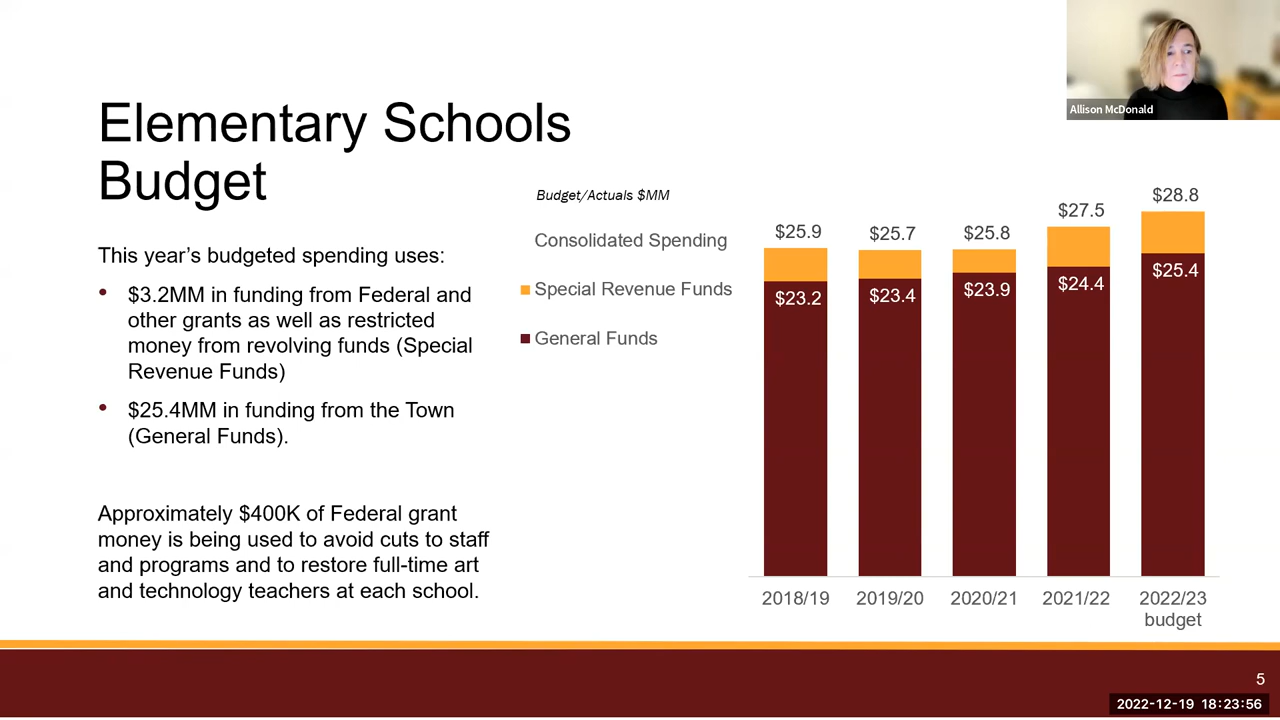 Allison McDonald
Elementary Schools
Budget
This year’s budgeted spending uses:
• $3.2MM in funding from Federal and
other grants as well as restricted
money from revolving funds (Special
Revenue Funds)
• $25.4MM in funding from the Town
(General Funds).
Approximately $400K of Federal grant
money is being used to avoid cuts to staff
and programs and to restore full-time art
and technology teachers at each school.
Budget/Actuals $MM
Consolidated Spending
Special Revenue Funds
General Funds
$25.9 $25.7 $25.8 $27.5 $28.8
$23.2 $23.4 $23.9 $24.4 $25.4
2018/19 2019/20 2020/21 2021/22 2022/23
budget
5
2022-12-19 18:23:56